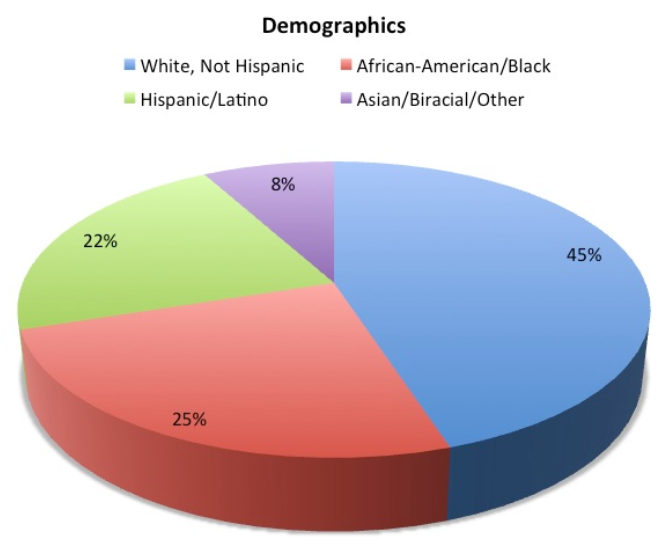 Demographics
White, Not Hispanic
African-American/Black
Hispanic/Latino
Asian/Biracial/Other
8%
22%
45%
25%